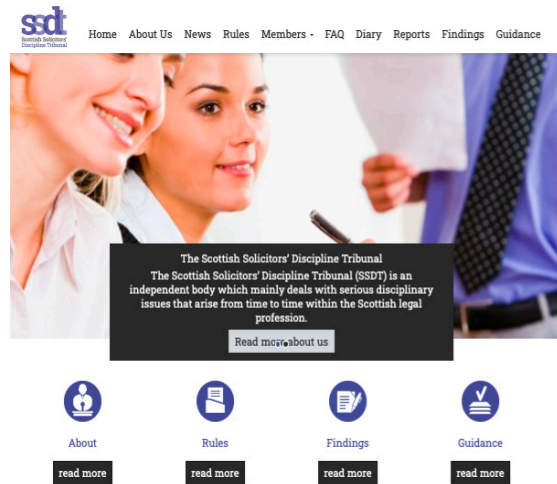 ssdt
Scottish Solicitors'
Discipline Tribunal
Home About Us News Rules Members FAQ Diary Reports Findings Guidance
The Scottish Solicitors' Discipline Tribunal
The Scottish Solicitors' Discipline Tribunal (SSDT) is an
independent body which mainly deals with serious disciplinary
issues that arise from time to time within the Scottish legal
profession.
Read more about us
About Rules Findings Guidance
read more read more read more read more